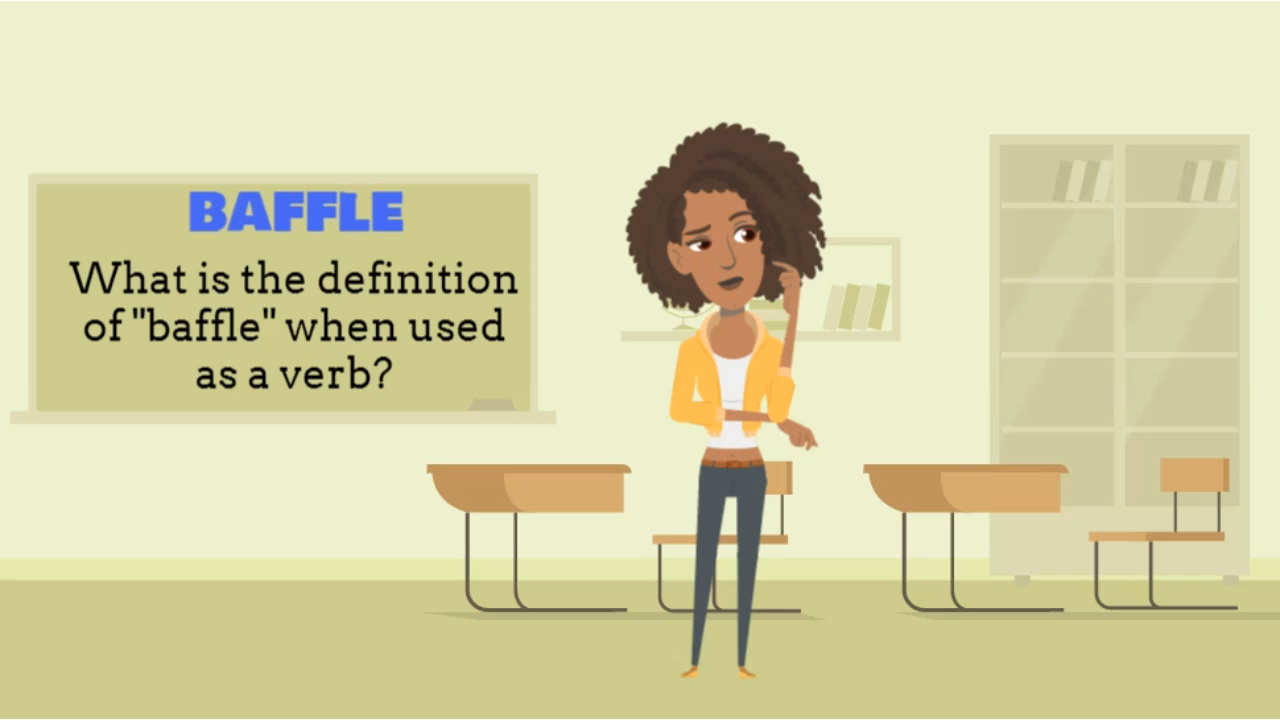 BAFFLE
What is the definition
of "baffle" when used
as a verb?